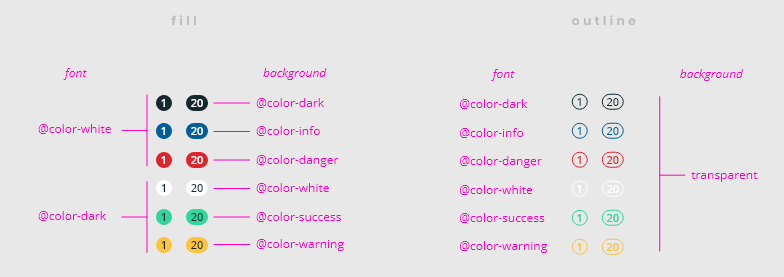 fill
outline
font
background
font
background
1 20 @color-dark
@color-dark 1 20
@color-white
1 20 @color-info
@color-info 1 20
1 20 @color-danger
@color-danger 1 20
transparent
1 20 @color-white
@color-white 1 20
@color-dark
1 20 @color-success
@color-success 1 20
1 20 @color-warning
@color-warning 1 20